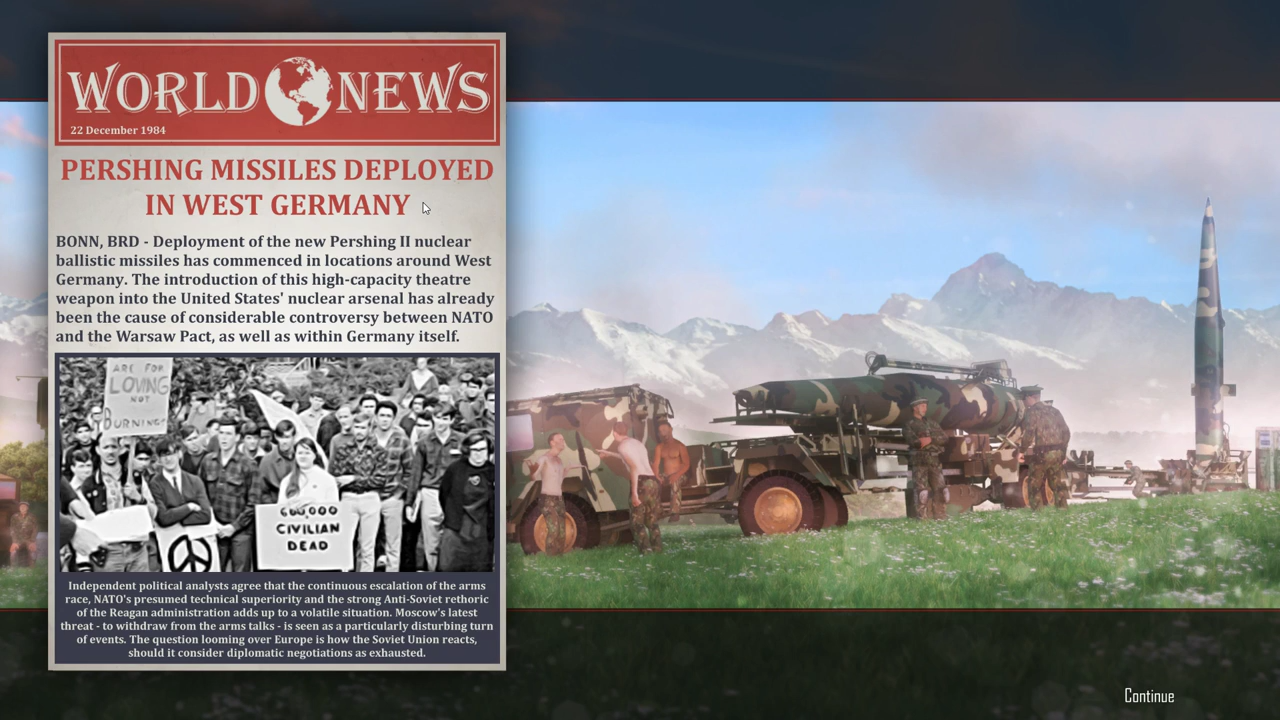 WORLD NEWS
22 December 1984
PERSHING MISSILES DEPLOYED
IN WEST GERMANY
BONN, BRD - Deployment of the new Pershing II nuclear
ballistic missiles has commenced in locations around West
Germany. The introduction of this high-capacity theatre
weapon into the United States' nuclear arsenal has already
been the cause of considerable controversy between NATO
and the Warsaw Pact, as well as within Germany itself.
ARE FOR
LOVING
NOT
BURNING!
600,000
CIVILIAN
DEAD
Independent political analysts agree that the continuous escalation of the arms
race, NATO's presumed technical superiority and the strong Anti-Soviet rethoric
of the Reagan administration adds up to a volatile situation. Moscow's latest
threat - to withdraw from the arms talks - is seen as a particularly disturbing turn
of events. The question looming over Europe is how the Soviet Union reacts,
should it consider diplomatic negotiations as exhausted.
Continue